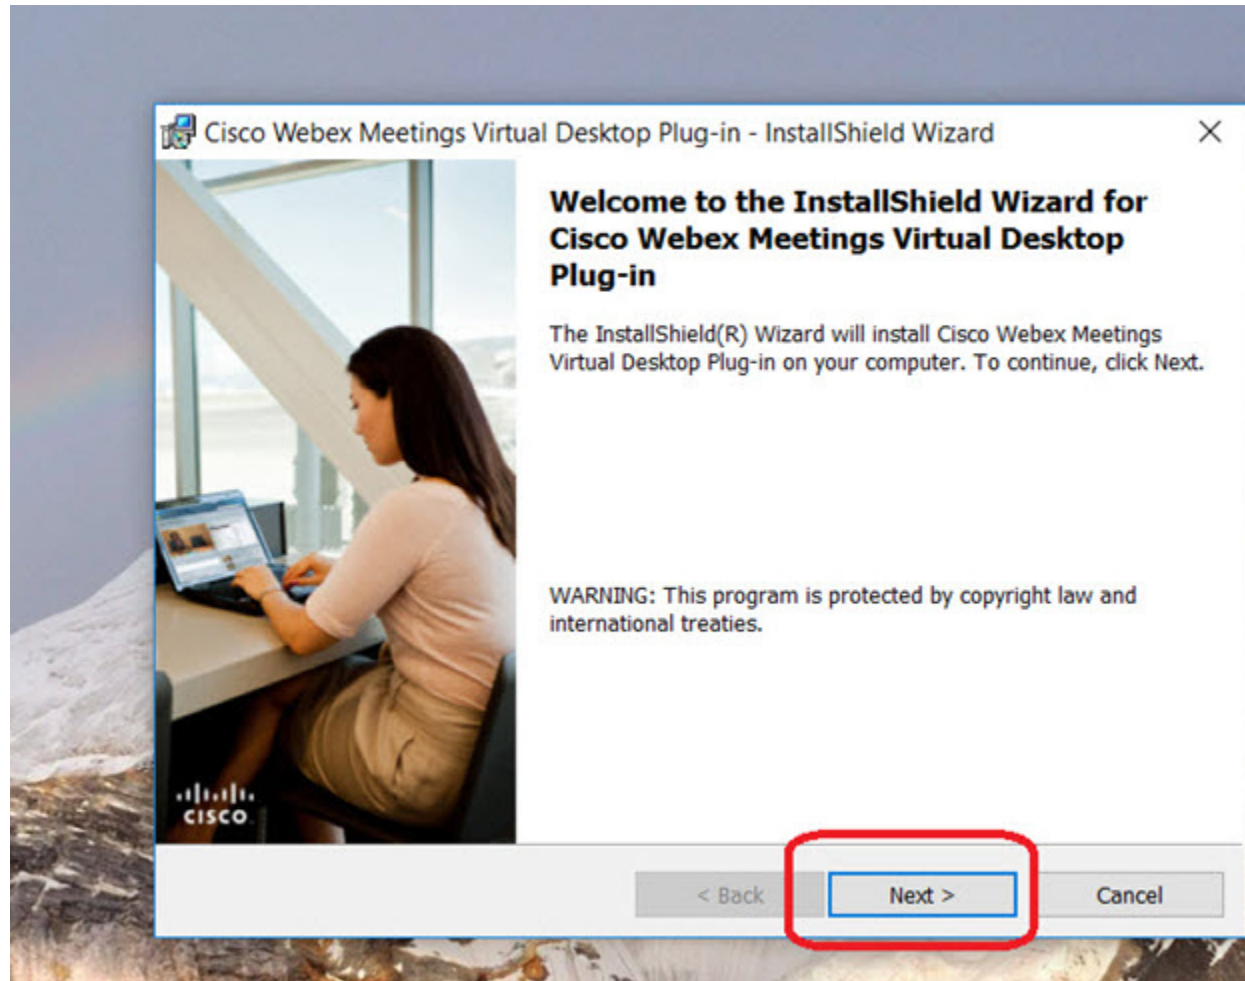 Cisco Webex Meetings Virtual Desktop Plug-in - InstallShield Wizard
Welcome to the InstallShield Wizard for
Cisco Webex Meetings Virtual Desktop
Plug-in
The InstallShield(R) Wizard will install Cisco Webex Meetings
Virtual Desktop Plug-in on your computer. To continue, click Next.
WARNING: This program is protected by copyright law and
international treaties.
CISCO
< Back
Next >
Cancel